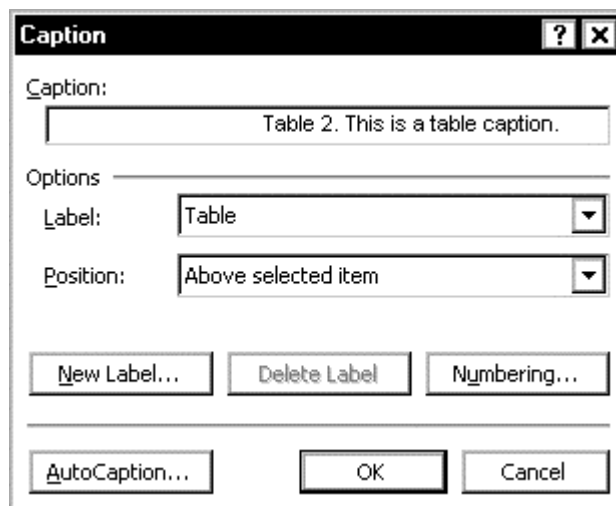 Caption ? X
Caption:
Table 2. This is a table caption.
Options
Label: Table
Position: Above selected item
New Label... Delete Label Numbering...
AutoCaption... OK Cancel